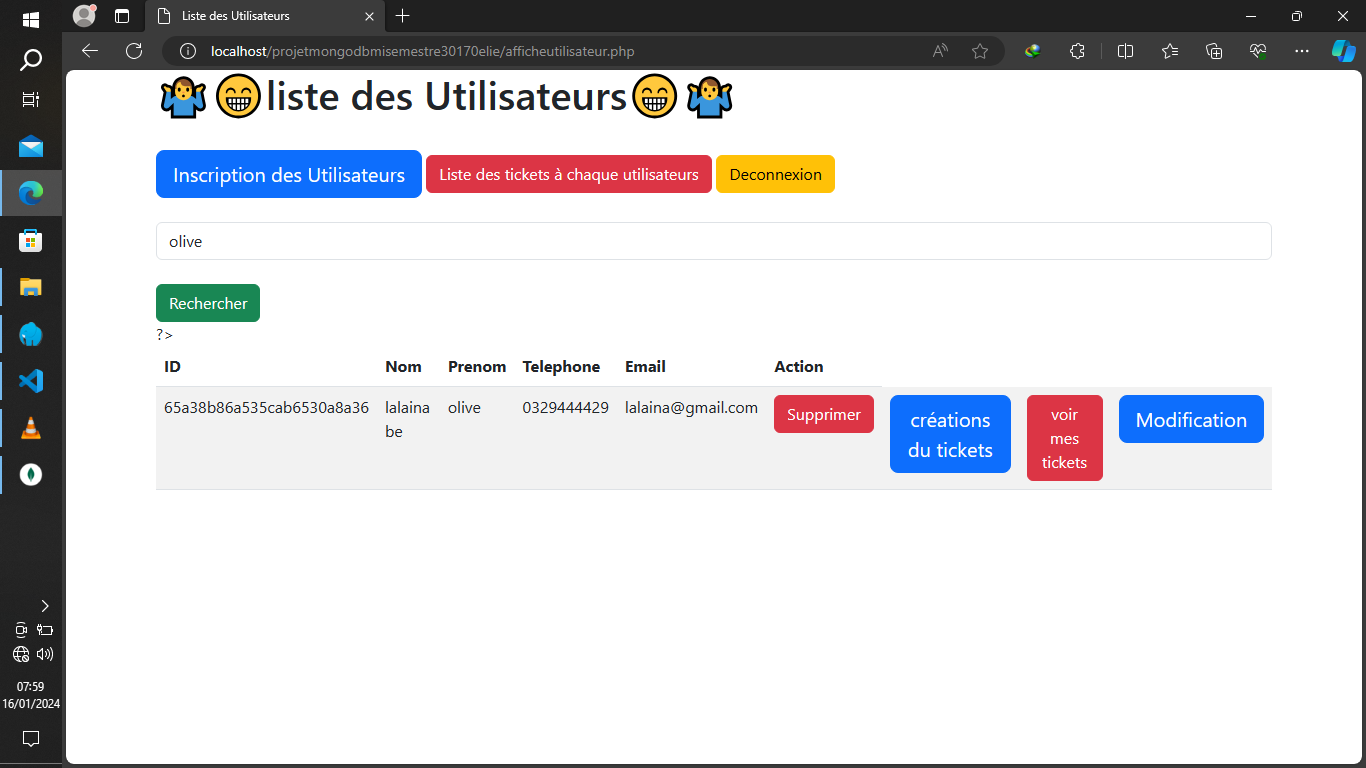 Liste des Utilisateurs
localhost/projetmongodbmisemestre30170elie/afficheutilisateur.php
liste des Utilisateurs
Inscription des Utilisateurs Liste des tickets à chaque utilisateurs Deconnexion
olive
Rechercher
?>
ID Nom Prenom Telephone Email Action
65a38b86a535cab6530a8a36 lalaina be olive 0329444429 lalaina@gmail.com Supprimer créations du tickets voir mes tickets Modification
07:59
16/01/2024